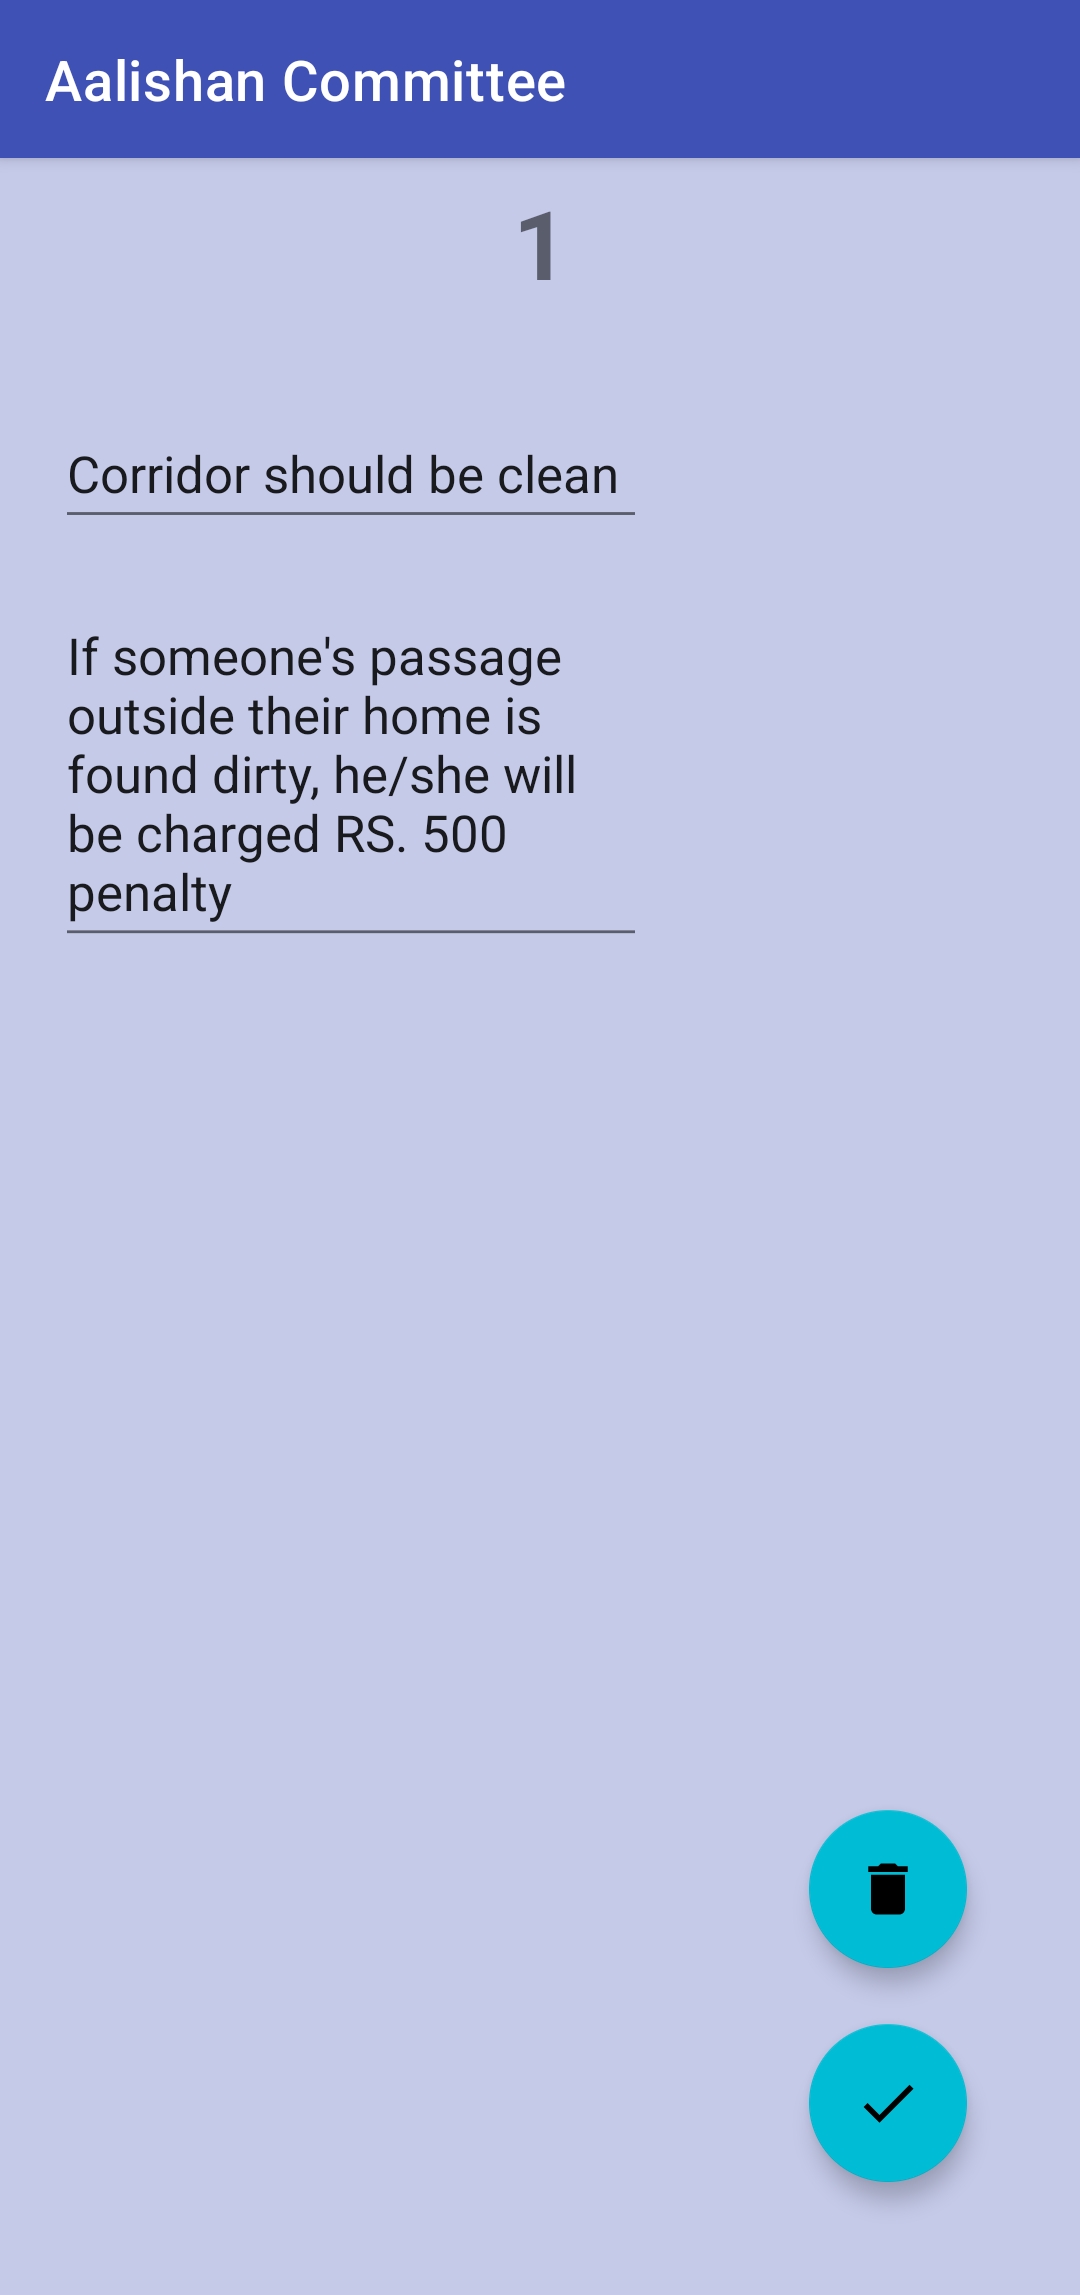 Aalishan Committee
1
Corridor should be clean
If someone's passage
outside their home is
found dirty, he/she will
be charged RS. 500
penalty